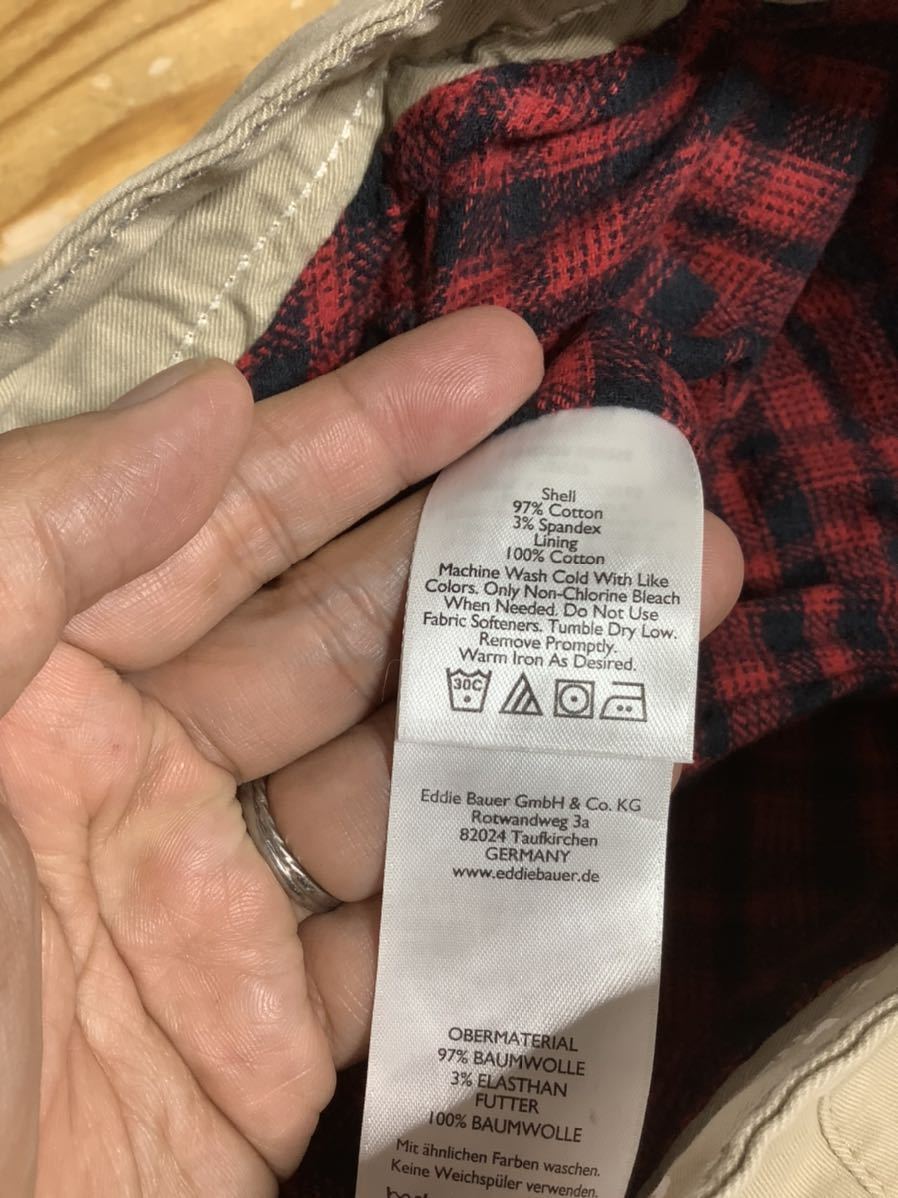 Shell
97% Cotton
3% Spandex
Lining
100% Cotton
Machine Wash Cold With Like
Colors. Only Non-Chlorine Bleach
When Needed. Do Not Use
Fabric Softeners. Tumble Dry Low.
Remove Promptly.
Warm Iron As Desired.
30C
Eddie Bauer GmbH & Co. KG
Rotwandweg 3a
82024 Taufkirchen
GERMANY
www.eddiebauer.de
OBERMATERIAL
97% BAUMWOLLE
3% ELASTHAN
FUTTER
100% BAUMWOLLE
Mit ähnlichen Farben waschen.
Keine Weichspüler verwenden.